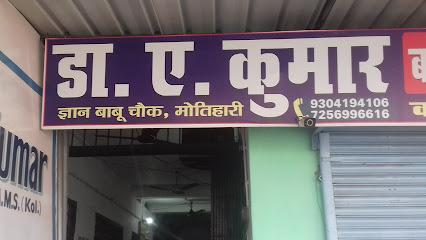 डा. ए. कुमार
ज्ञान बाबू चौक, मोतिहारी
9304194106
7256996616
umar
.M.S, (Kol.)